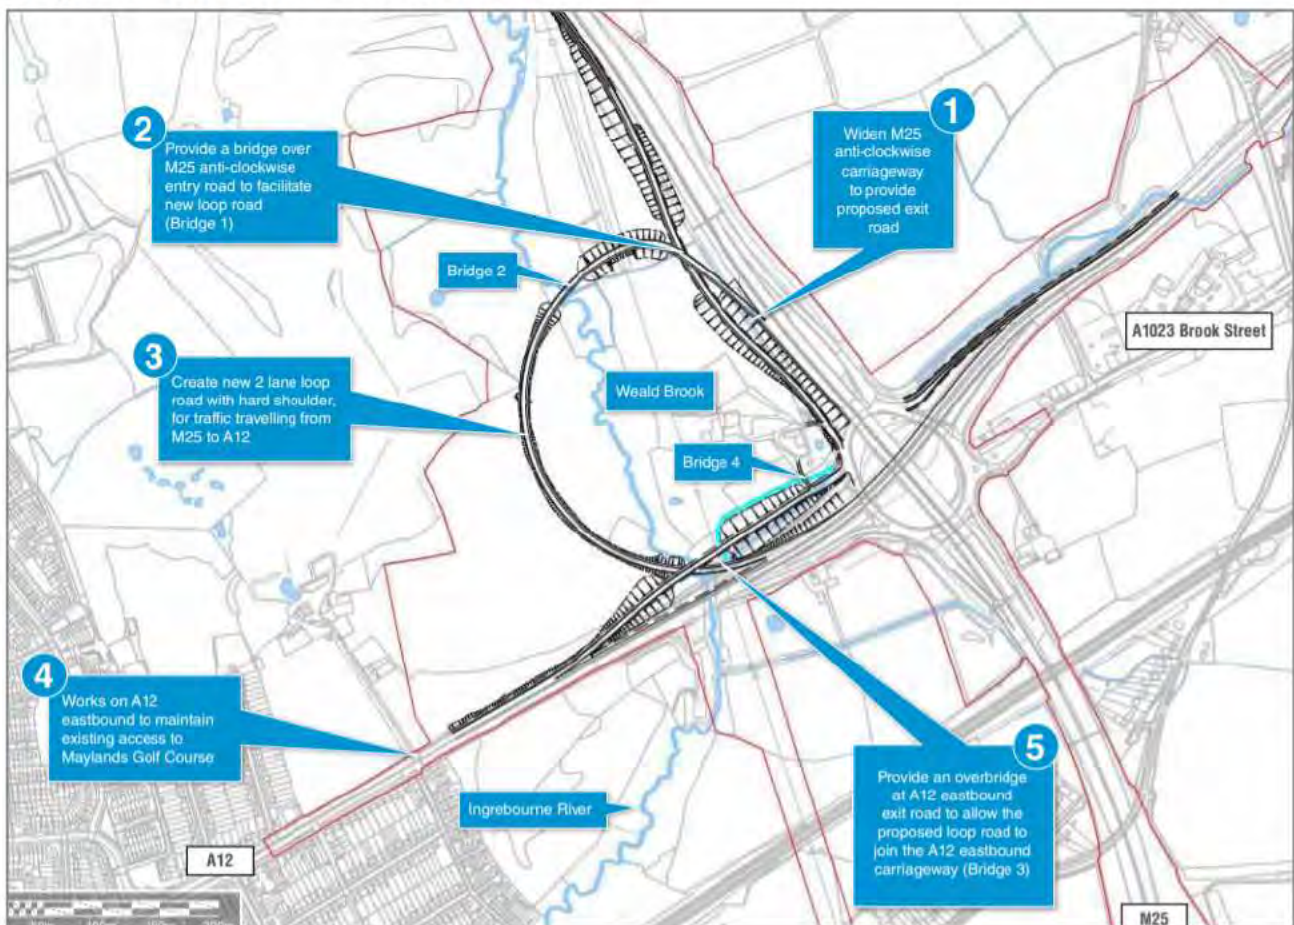 1
Widen M25
anti-clockwise
carriageway
to provide
proposed exit
road
2
Provide a bridge over
M25 anti-clockwise
entry road to facilitate
new loop road
(Bridge 1)
Bridge 2
A1023 Brook Street
3
Create new 2 lane loop
road with hard shoulder,
for traffic travelling from
M25 to A12
Weald Brook
Bridge 4
4
Works on A12
eastbound to maintain
existing access to
Maylands Golf Course
5
Provide an overbridge
at A12 eastbound
exit road to allow the
proposed loop road to
join the A12 eastbound
carriageway (Bridge 3)
Ingrebourne River
A12
M25